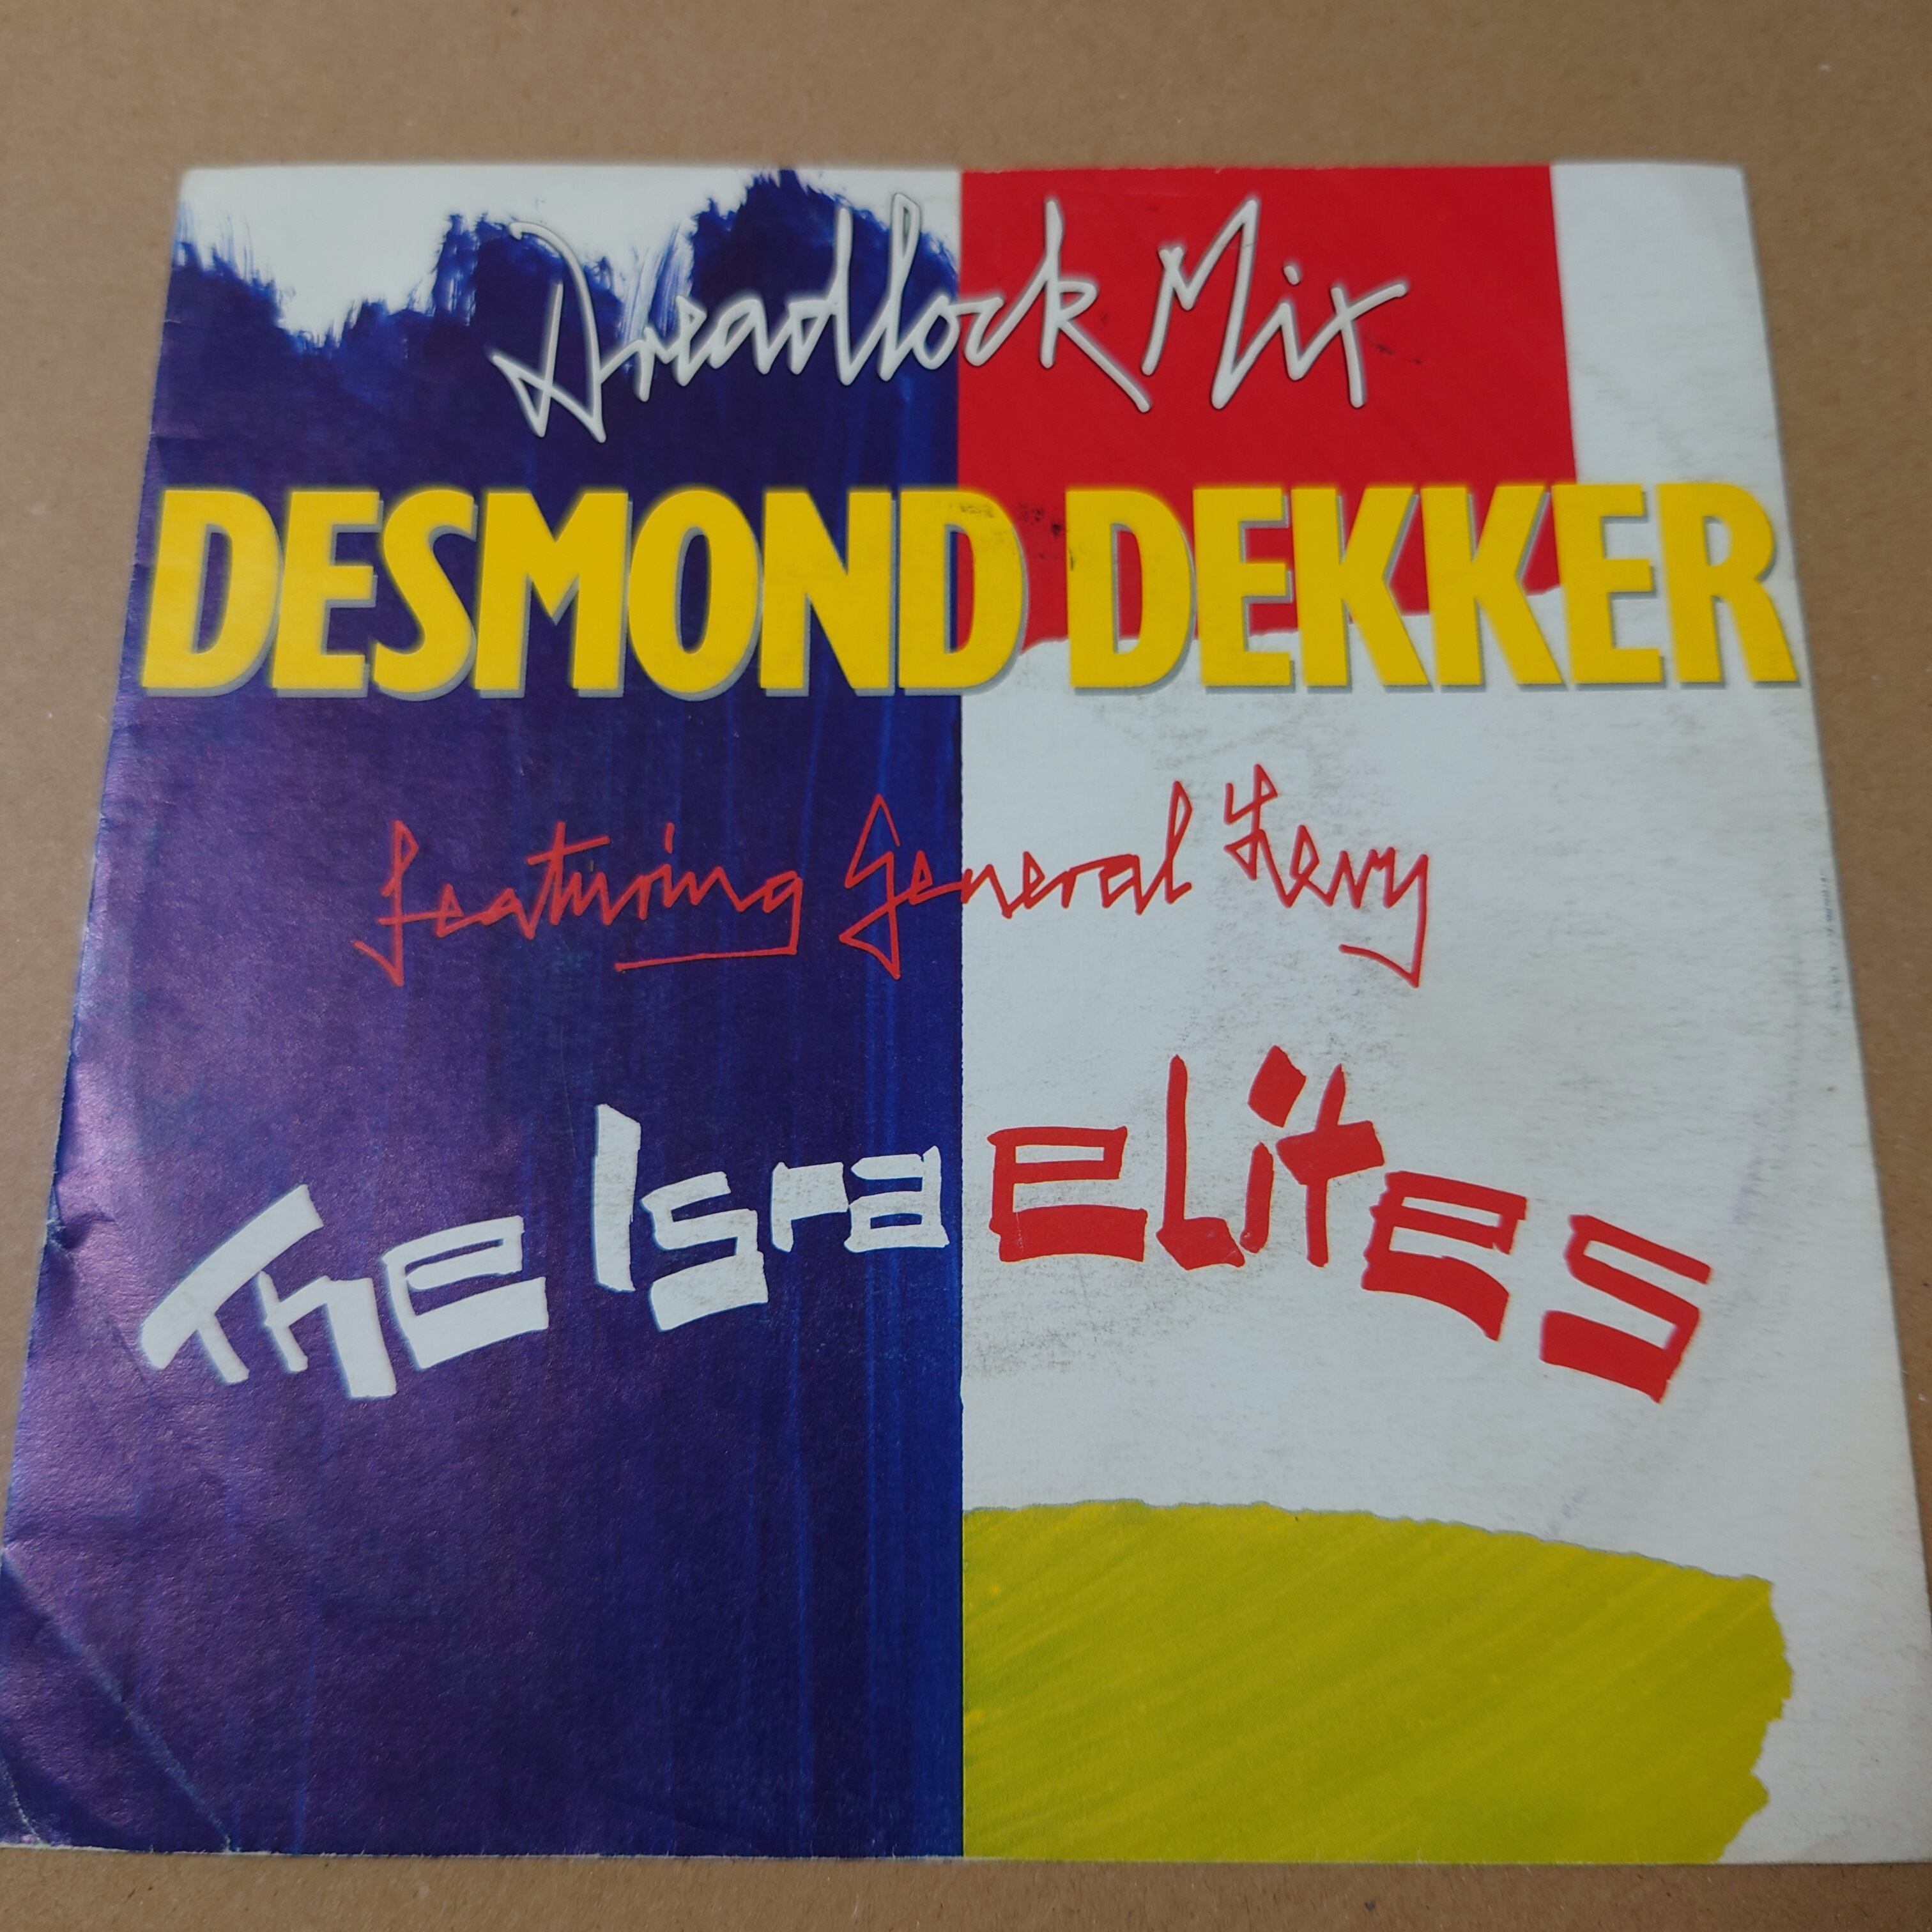 Dreadlock Mix
DESMOND DEKKER
featuring General Levy
The Israelites